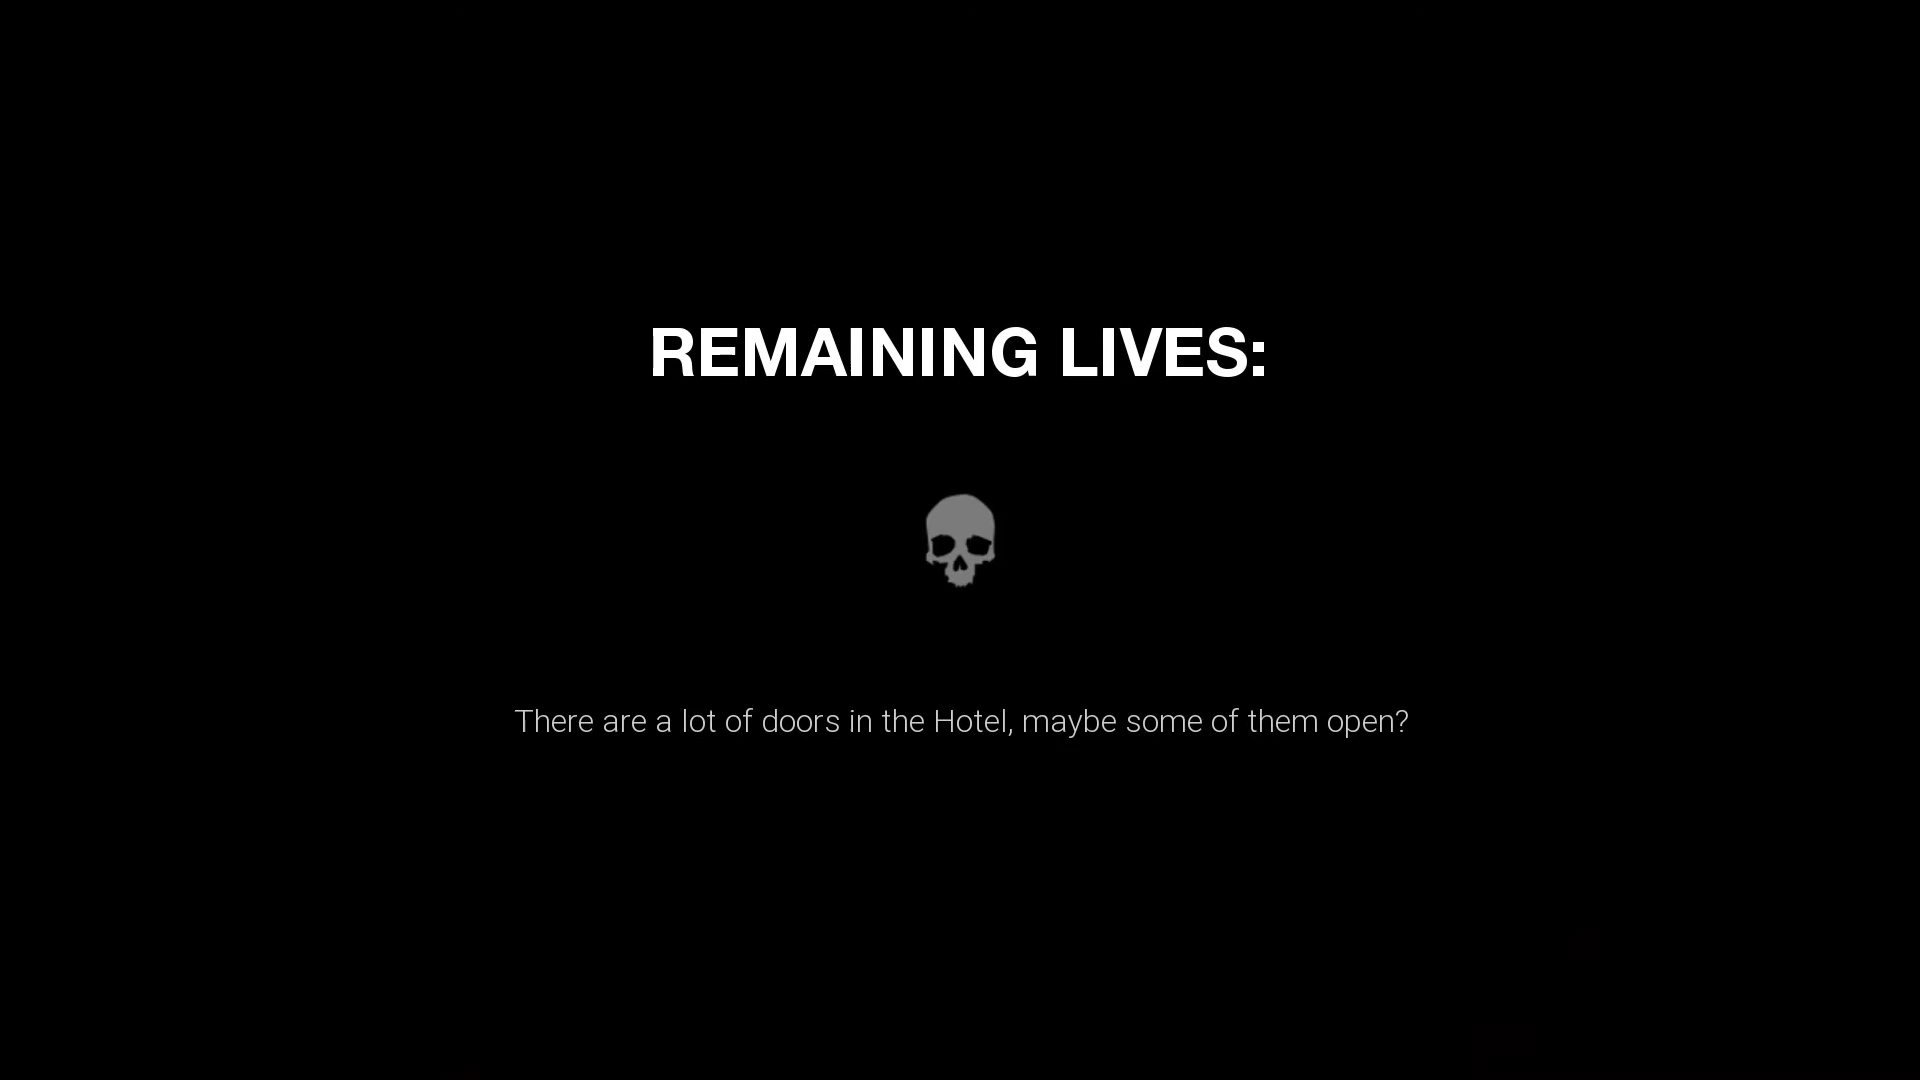 REMAINING LIVES:
There are a lot of doors in the Hotel, maybe some of them open?